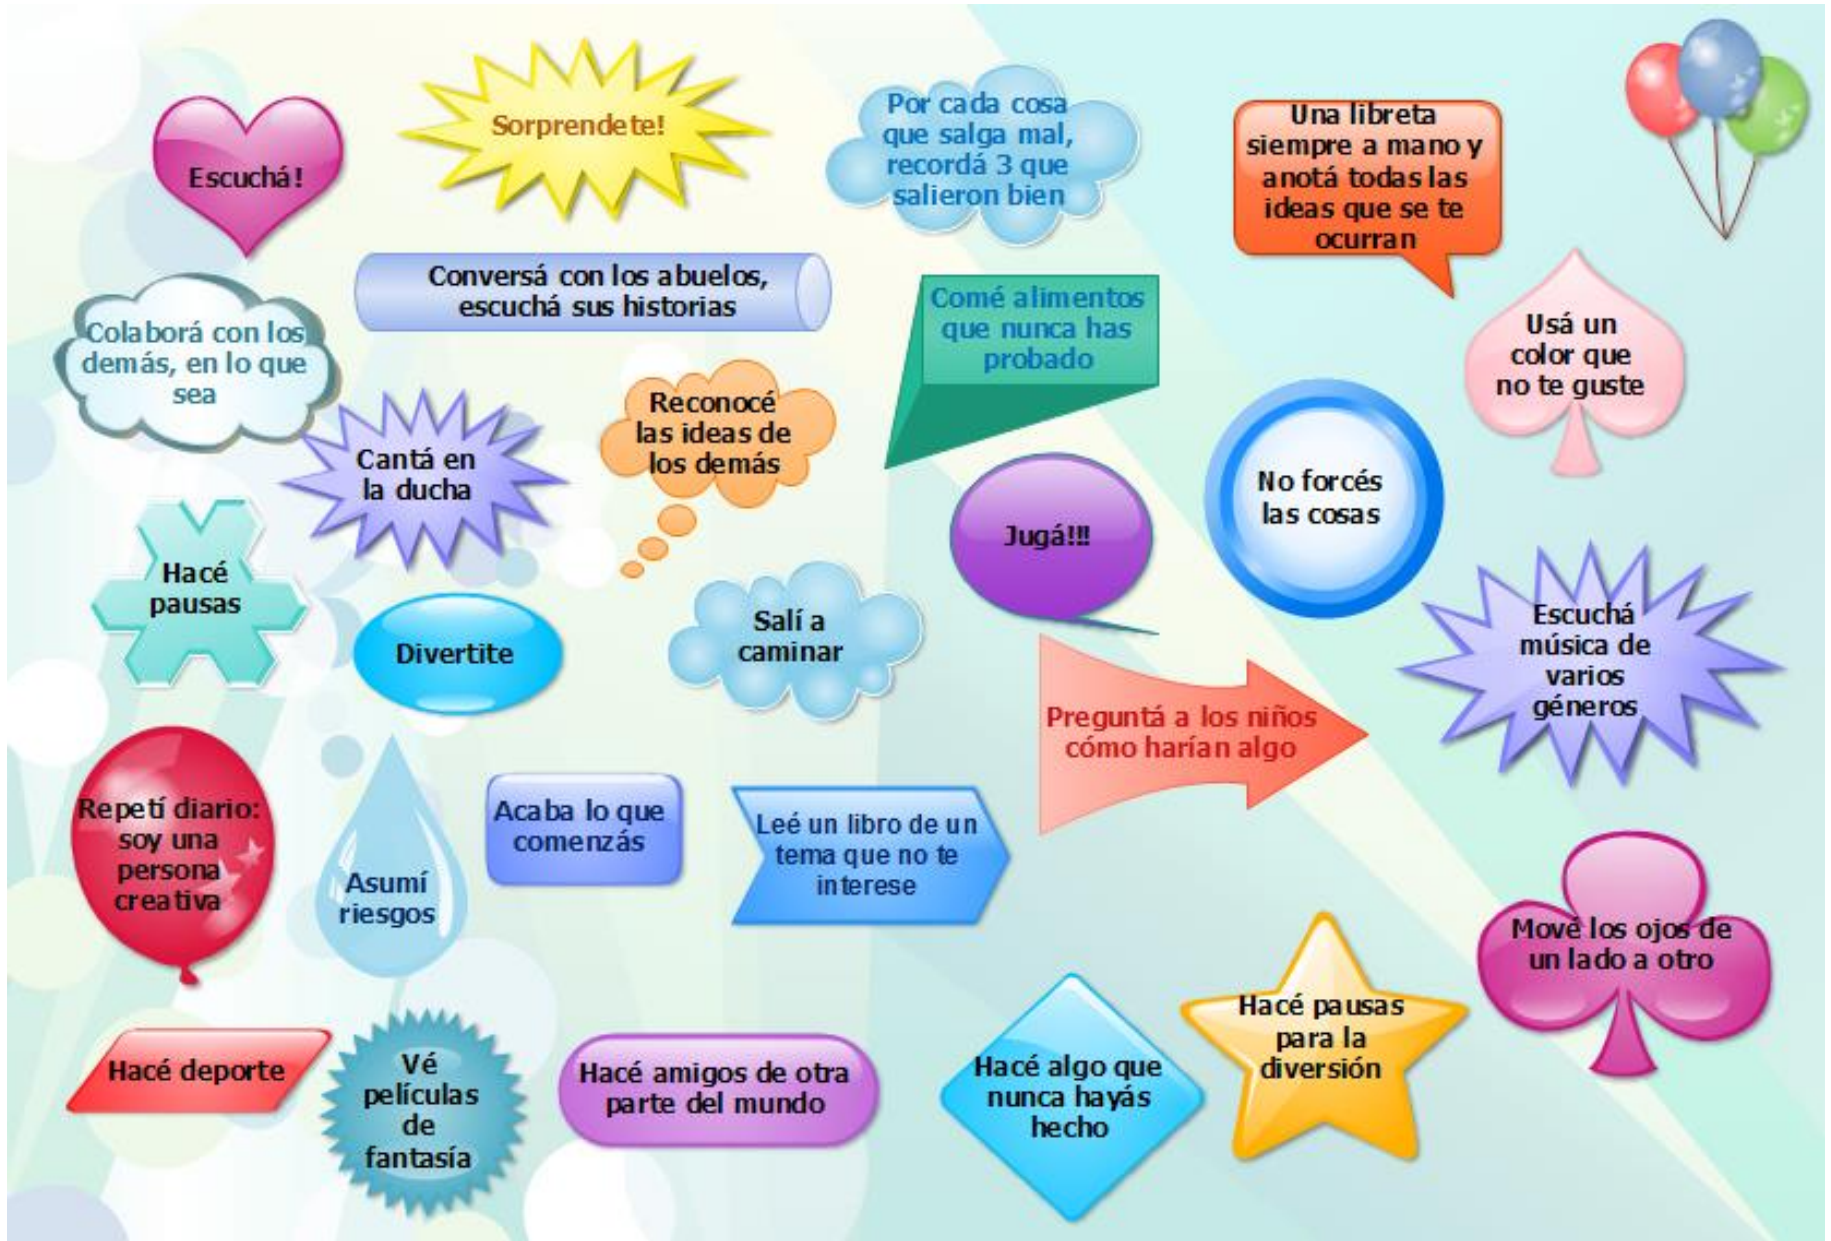 Escuchá!
Sorprendete!
Por cada cosa
que salga mal,
recordá 3 que
salieron bien
Una libreta
siempre a mano y
anotá todas las
ideas que se te
ocurran
Colaborá con los
demás, en lo que
sea
Conversá con los abuelos,
escuchá sus historias
Comé alimentos
que nunca has
probado
Usá un
color que
no te guste
Cantá en
la ducha
Reconocé
las ideas de
los demás
Jugá!!!
No forcés
las cosas
Hacé
pausas
Divertite
Salí a
caminar
Preguntá a los niños
cómo harían algo
Escuchá
música de
varios
géneros
Repetí diario:
soy una
persona
creativa
Asumí
riesgos
Acaba lo que
comenzás
Leé un libro de un
tema que no te
interese
Mové los ojos de
un lado a otro
Hacé deporte
Vé
películas
de
fantasía
Hacé amigos de otra
parte del mundo
Hacé algo que
nunca hayás
hecho
Hacé pausas
para la
diversión